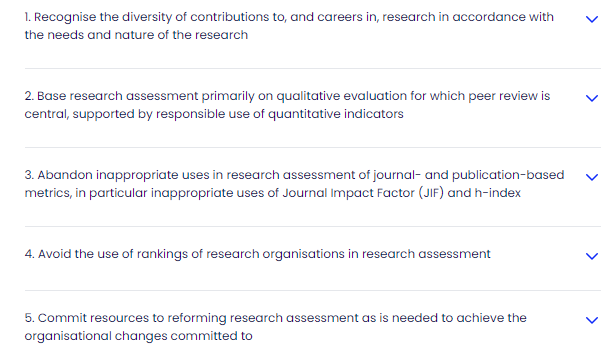 1. Recognise the diversity of contributions to, and careers in, research in accordance with
the needs and nature of the research
2. Base research assessment primarily on qualitative evaluation for which peer review is
central, supported by responsible use of quantitative indicators
3. Abandon inappropriate uses in research assessment of journal- and publication-based
metrics, in particular inappropriate uses of Journal Impact Factor (JIF) and h-index
4. Avoid the use of rankings of research organisations in research assessment
5. Commit resources to reforming research assessment as is needed to achieve the
organisational changes committed to